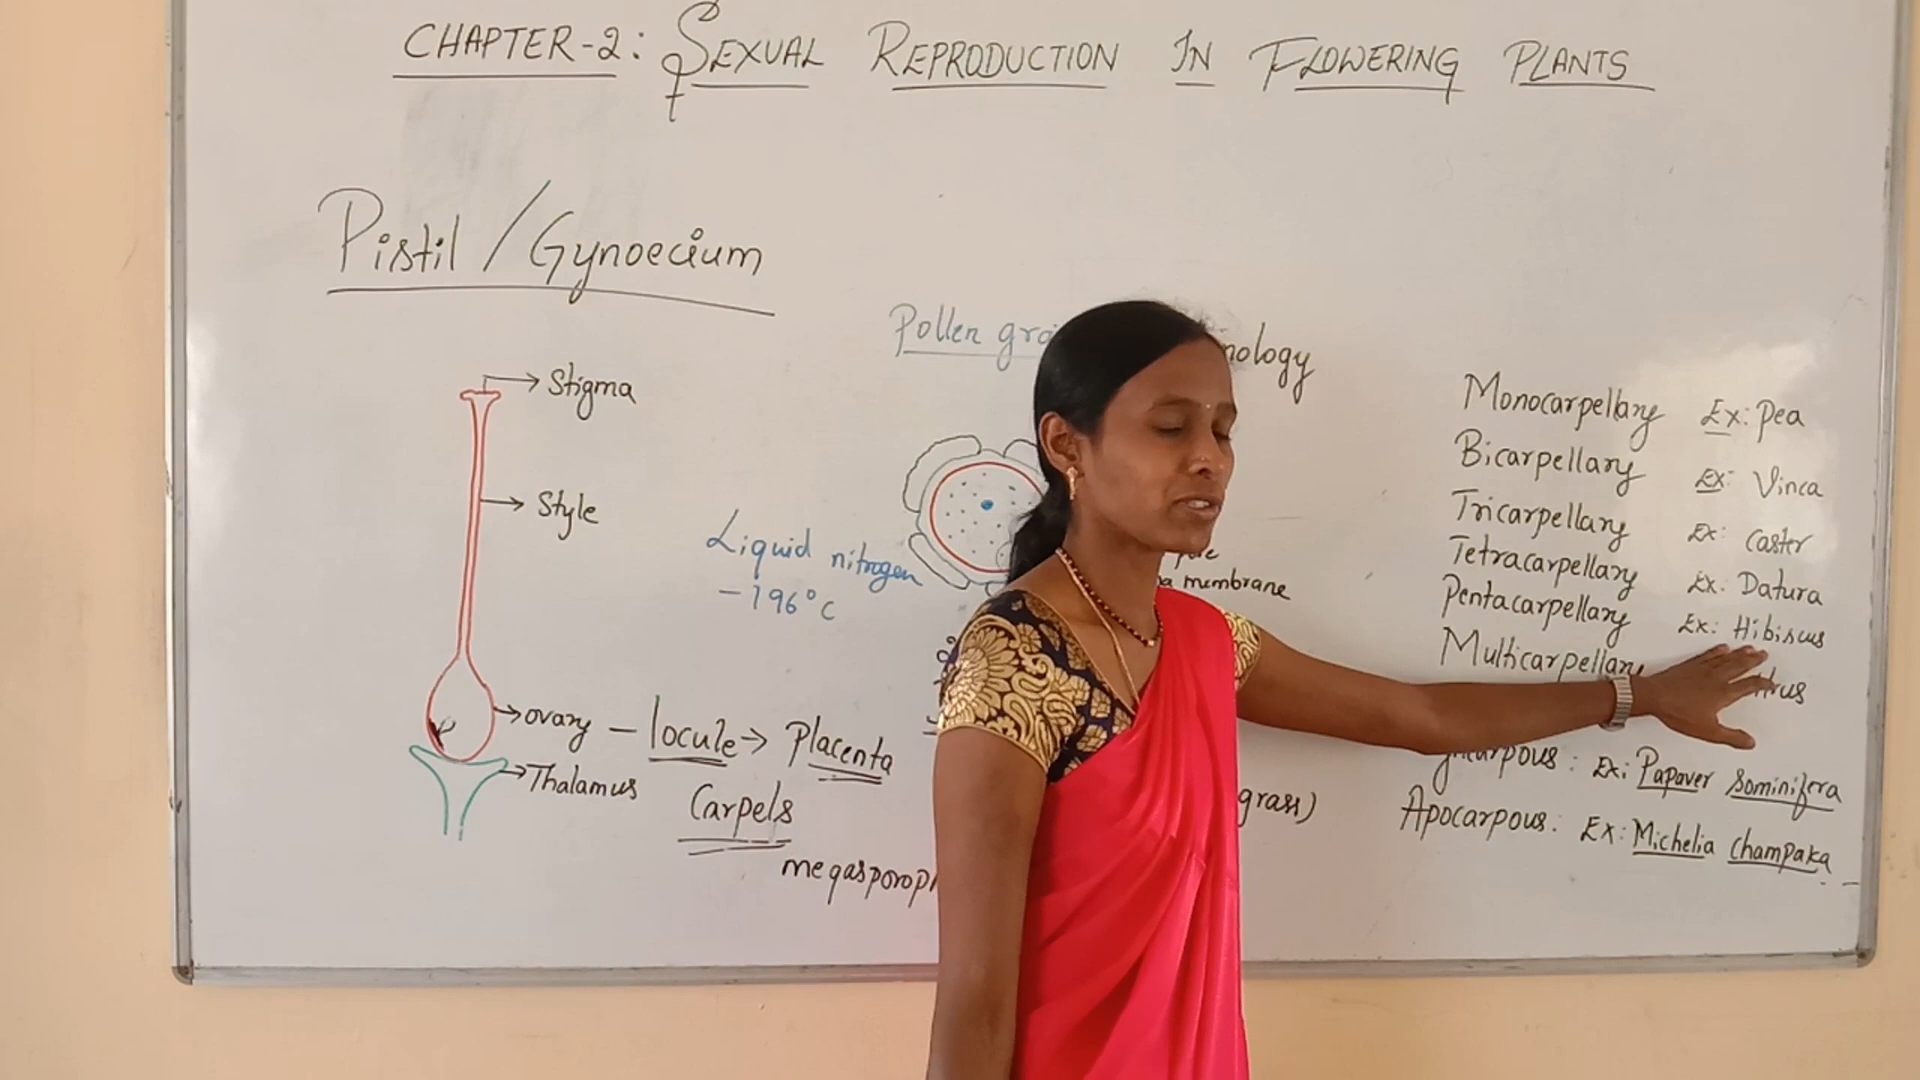 CHAPTER-2: SEXUAL REPRODUCTION IN FLOWERING PLANTS
Pistil / Gynoecium
Stigma
Style
ovary - locule → Placenta
Thalamus
Carpels
Pollen
Liquid nitrogen
-196°C
membrane
grass)
Monocarpellary Ex: Pea
Bicarpellary Ex: Vinca
Tricarpellary Ex: Caster
Tetracarpellary Ex: Datura
Pentacarpellary Ex: Hibiscus
Multicarpellary
Ex: Papaver Sominifera
Apocarpous: Ex: Michelia Champaka